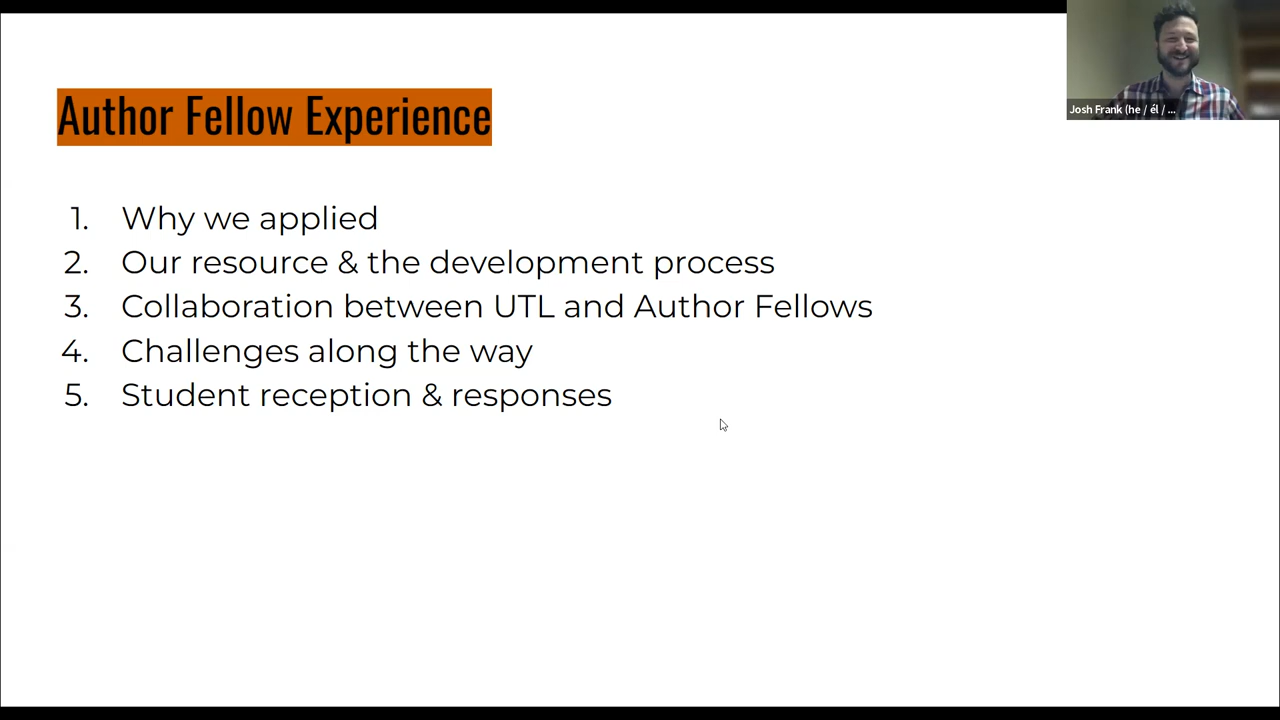 Author Fellow Experience
1. Why we applied
2. Our resource & the development process
3. Collaboration between UTL and Author Fellows
4. Challenges along the way
5. Student reception & responses
Josh Frank (he / él / ...